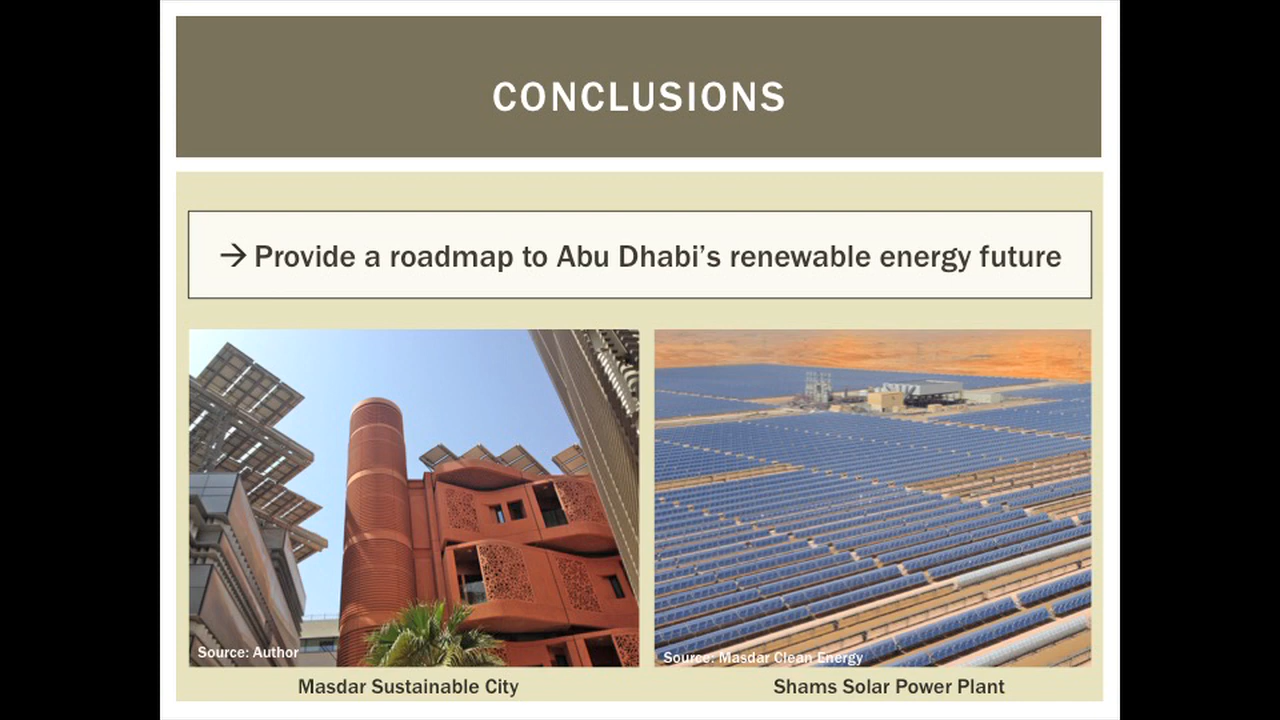 CONCLUSIONS
→ Provide a roadmap to Abu Dhabi’s renewable energy future
Source: Author
Source: Masdar Clean Energy
Masdar Sustainable City
Shams Solar Power Plant